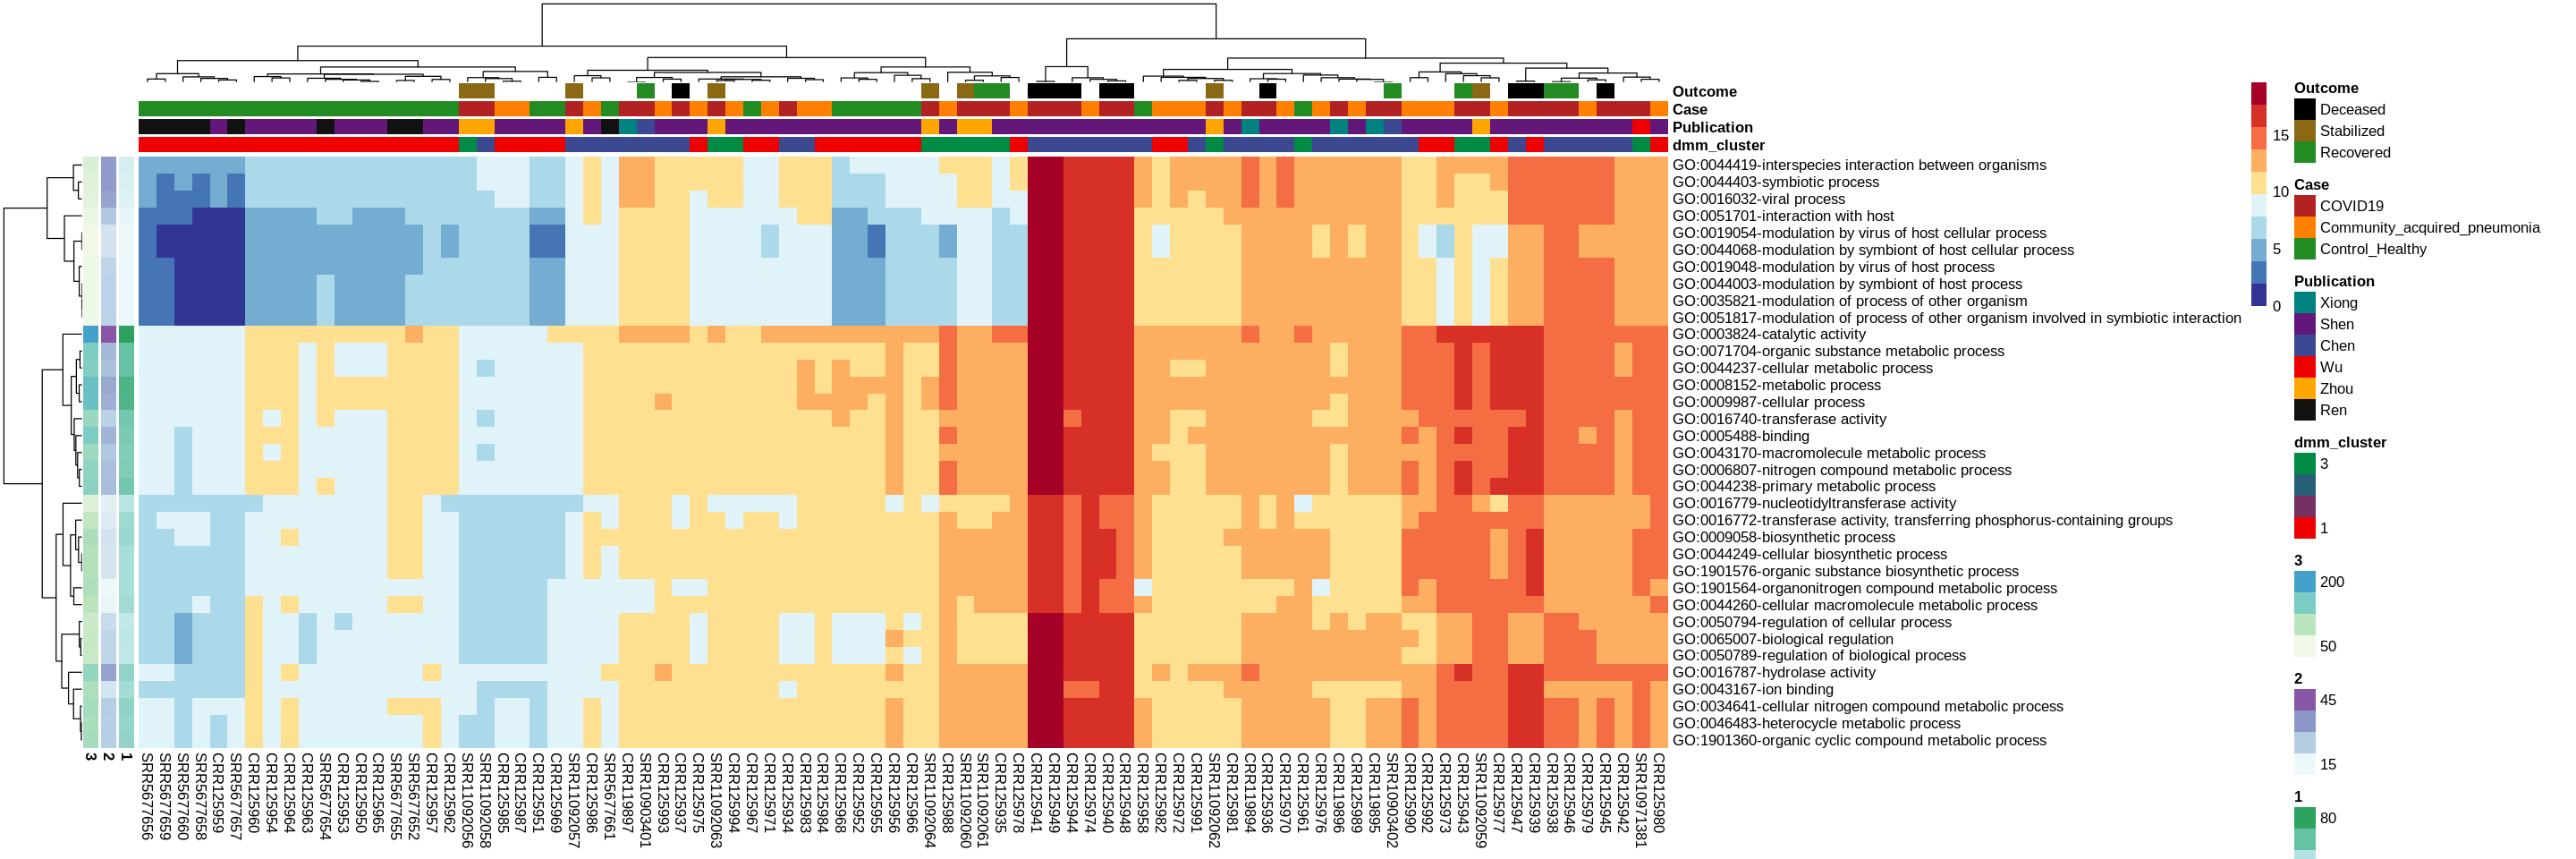 Outcome
Case
Publication
dmm_cluster
GO:0044419-interspecies interaction between organisms
GO:0044403-symbiotic process
GO:0016032-viral process
GO:0051701-interaction with host
GO:0019054-modulation by virus of host cellular process
GO:0044068-modulation by symbiont of host cellular process
GO:0019048-modulation by virus of host process
GO:0044003-modulation by symbiont of host process
GO:0035821-modulation of process of other organism
GO:0051817-modulation of process of other organism involved in symbiotic interaction
GO:0003824-catalytic activity
GO:0071704-organic substance metabolic process
GO:0044237-cellular metabolic process
GO:0008152-metabolic process
GO:0009987-cellular process
GO:0016740-transferase activity
GO:0005488-binding
GO:0043170-macromolecule metabolic process
GO:0006807-nitrogen compound metabolic process
GO:0044238-primary metabolic process
GO:0016779-nucleotidyltransferase activity
GO:0016772-transferase activity, transferring phosphorus-containing groups
GO:0009058-biosynthetic process
GO:0044249-cellular biosynthetic process
GO:1901576-organic substance biosynthetic process
GO:1901564-organonitrogen compound metabolic process
GO:0044260-cellular macromolecule metabolic process
GO:0050794-regulation of cellular process
GO:0065007-biological regulation
GO:0050789-regulation of biological process
GO:0016787-hydrolase activity
GO:0043167-ion binding
GO:0034641-cellular nitrogen compound metabolic process
GO:0046483-heterocycle metabolic process
GO:1901360-organic cyclic compound metabolic process
3
2
1
SRR5677656
SRR5677659
SRR5677660
SRR5677658
CRR125959
SRR5677657
CRR125960
CRR125954
CRR125964
CRR125963
SRR5677654
CRR125953
CRR125950
CRR125965
SRR5677655
SRR5677652
CRR125957
CRR125962
SRR11092056
SRR11092058
CRR125985
CRR125987
CRR125951
CRR125969
SRR11092057
CRR125986
SRR5677661
CRR119897
SRR10903401
CRR125993
CRR125937
CRR125975
SRR11092063
CRR125994
CRR125967
CRR125971
CRR125934
CRR125983
CRR125984
CRR125968
CRR125952
CRR125955
CRR125956
CRR125966
SRR11092064
CRR125988
SRR11092060
SRR11092061
CRR125935
CRR125978
CRR125941
CRR125949
CRR125944
CRR125974
CRR125940
CRR125948
CRR125958
CRR125982
CRR125972
CRR125991
SRR11092062
CRR125981
CRR119894
CRR125936
CRR125970
CRR125961
CRR125976
CRR119896
CRR125989
CRR119895
SRR10903402
CRR125990
CRR125992
CRR125973
CRR125943
SRR11092059
CRR125977
CRR125947
CRR125939
CRR125938
CRR125946
CRR125979
CRR125945
CRR125942
SRR10971381
CRR125980
15
10
5
0
Outcome
Deceased
Stabilized
Recovered
Case
COVID19
Community_acquired_pneumonia
Control_Healthy
Publication
Xiong
Shen
Chen
Wu
Zhou
Ren
dmm_cluster
3
1
3
200
50
2
45
15
1
80